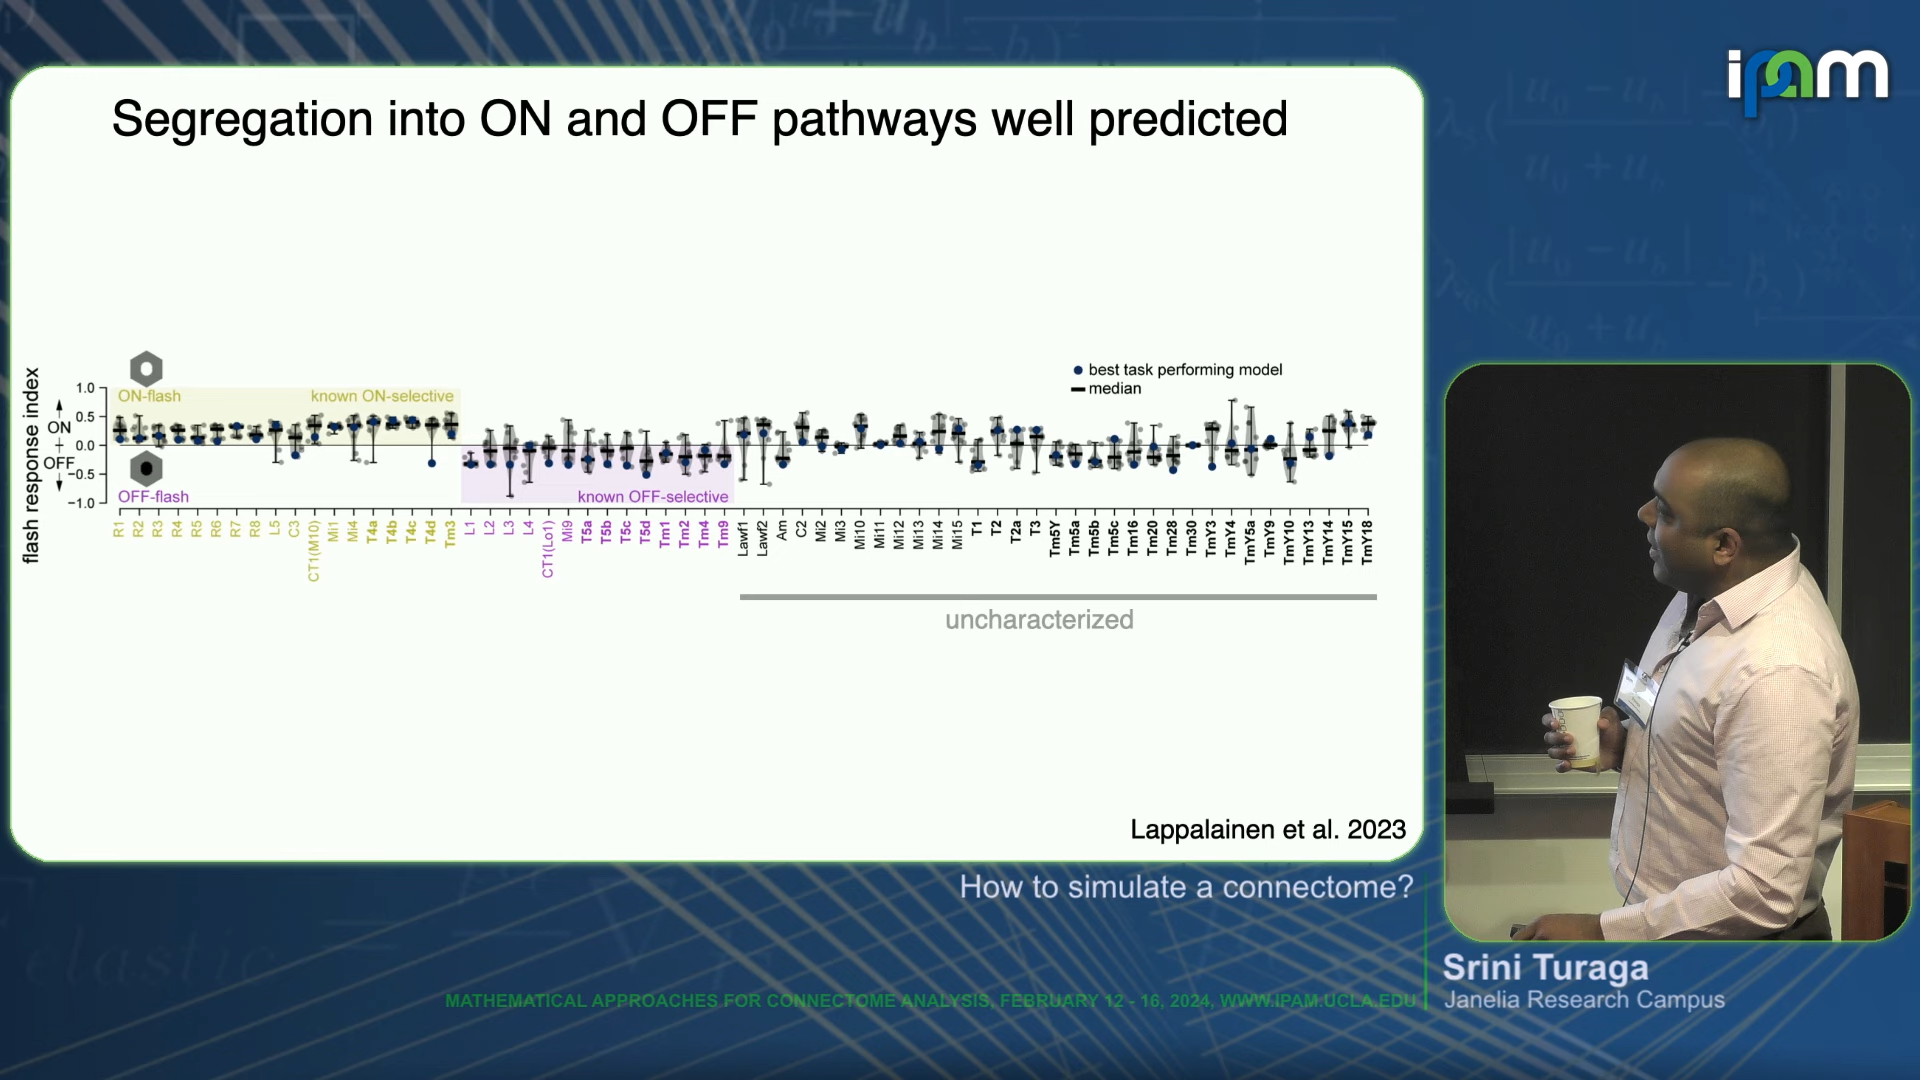 ipam
Segregation into ON and OFF pathways well predicted
flash response index
ON
OFF
1.0
0.5
0.0
−0.5
−1.0
ON-flash
known ON-selective
OFF-flash
known OFF-selective
best task performing model
median
R1 R2 R3 R4 R5 R6 R7 R8 L5 C3 CT1(M10) Mi1 Mi4 T4a T4b T4c T4d Tm3 L1 L2 L3 L4 CT1(Lo1) Mi9 T5a T5b T5c T5d Tm1 Tm2 Tm4 Tm9 Lawf1 Lawf2 Am C2 Mi2 Mi3 Mi10 Mi11 Mi12 Mi13 Mi14 Mi15 T1 T2 T2a T3 Tm5Y Tm5a Tm5b Tm5c Tm16 Tm20 Tm28 Tm30 TmY3 TmY4 TmY5a TmY9 TmY10 TmY13 TmY14 TmY15 TmY18
uncharacterized
Lappalainen et al. 2023
How to simulate a connectome?
Srini Turaga
Janelia Research Campus
MATHEMATICAL APPROACHES FOR CONNECTOME ANALYSIS, FEBRUARY 12 - 16, 2024, WWW.IPAM.UCLA.EDU